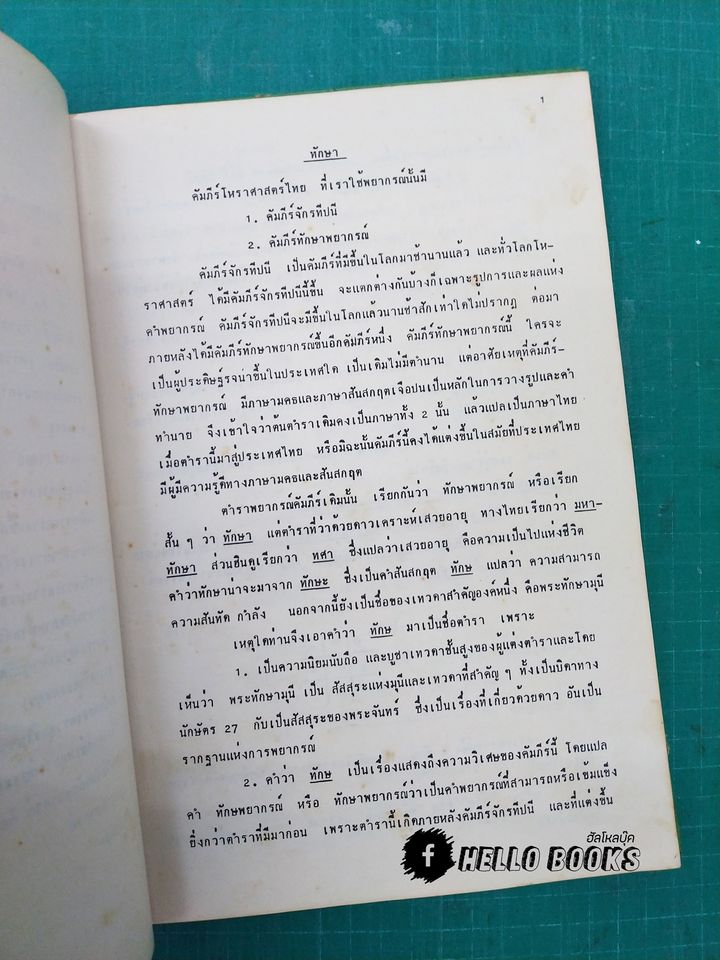 1
ทักษา
คัมภีร์โหราศาสตร์ไทย ที่เราใช้พยากรณ์นั้นมี
1. คัมภีร์จักรทีปนี
2. คัมภีร์ทักษาพยากรณ์
คัมภีร์จักรทีปนี เป็นคัมภีร์ที่มีขึ้นในโลกมาช้านานแล้ว และทั่วโลกโห-
ราศาสตร์ ได้มีคัมภีร์จักรทีปนีนี้ขึ้น จะแตกต่างกันบ้างก็เฉพาะรูปการและผลแห่ง
คำพยากรณ์ คัมภีร์จักรทีปนีจะมีขึ้นในโลกแล้วนานช้าสักเท่าใดไม่ปรากฏ ต่อมา
ภายหลังได้มีคัมภีร์ทักษาพยากรณ์ขึ้นอีกคัมภีร์หนึ่ง คัมภีร์ทักษาพยากรณ์นี้ ใครจะ
เป็นผู้ประดิษฐ์รจนาขึ้นในประเทศใด เป็นเดิมไม่มีตำนาน แต่อาศัยเหตุที่คัมภีร์-
ทักษาพยากรณ์ มีภาษามคธและภาษาสันสกฤตเจือปนเป็นหลักในการวางรูปและคำ
ทำนาย จึงเข้าใจว่าต้นตำราเดิมคงเป็นภาษาทั้ง 2 นั้น แล้วแปลเป็นภาษาไทย
เมื่อตำรานี้มาสู่ประเทศไทย หรือมิฉะนั้นคัมภีร์นี้คงได้แต่งขึ้นในสมัยที่ประเทศไทย
มีผู้มีความรู้ดีทางภาษามคธและสันสกฤต
ตำราพยากรณ์คัมภีร์เดิมนั้น เรียกกันว่า ทักษาพยากรณ์ หรือเรียก
สั้น ๆ ว่า ทักษา แต่ตำราที่ว่าด้วยดาวเคราะห์เสวยอายุ ทางไทยเรียกว่า มหา-
ทักษา ส่วนฮินดูเรียกว่า ทศา ซึ่งแปลว่าเสวยอายุ คือความเป็นไปแห่งชีวิต
คำว่าทักษาน่าจะมาจาก ทักษะ ซึ่งเป็นคำสันสกฤต ทักษ แปลว่า ความสามารถ
ความสันทัด กำลัง นอกจากนี้ยังเป็นชื่อของเทวดาสำคัญองค์หนึ่ง คือพระทักษามุนี
เหตุใดท่านจึงเอาคำว่า ทักษ มาเป็นชื่อตำรา เพราะ
1. เป็นความนิยมนับถือ และบูชาเทวดาชั้นสูงของผู้แต่งตำราและโดย
เห็นว่า พระทักษามุนี เป็น สัสสุระแห่งมุนีและเทวดาที่สำคัญ ๆ ทั้งเป็นบิดาทาง
นักษัตร 27 กับเป็นสัสสุระของพระจันทร์ ซึ่งเป็นเรื่องที่เกี่ยวด้วยดาว อันเป็น
รากฐานแห่งการพยากรณ์
2. คำว่า ทักษ เป็นเรื่องแสดงถึงความวิเศษของคัมภีร์นี้ โดยแปล
คำ ทักษพยากรณ์ หรือ ทักษาพยากรณ์ว่าเป็นคำพยากรณ์ที่สามารถหรือเข้มแข็ง
ยิ่งกว่าตำราที่มีมาก่อน เพราะตำรานี้เกิดภายหลังคัมภีร์จักรทีปนี และที่แต่งขึ้น
ฮัลโหลบุ๊ค
f HELLO BOOKS